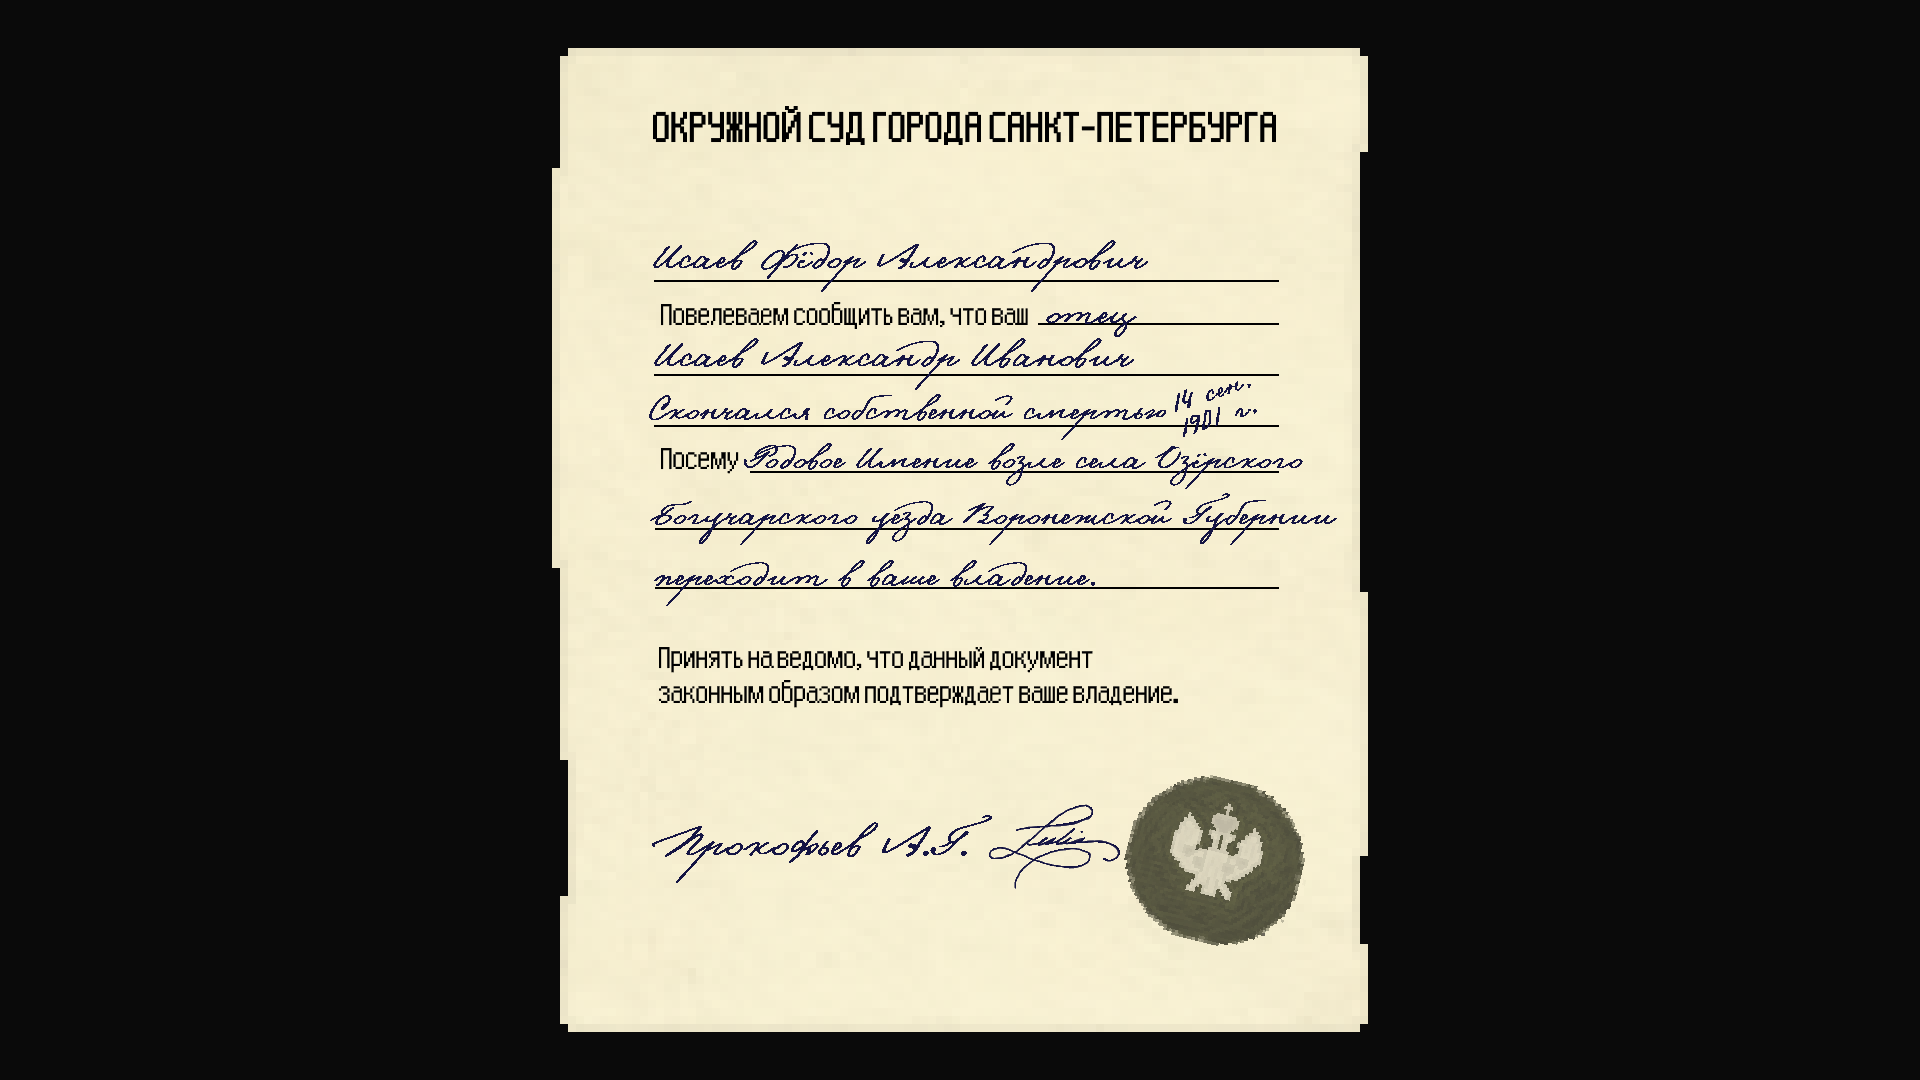 ОКРУЖНОЙ СУД ГОРОДА САНКТ-ПЕТЕРБУРГА
Исаев Фёдор Александрович
Повелеваем сообщить вам, что ваш отец
Исаев Александр Иванович
Скончался собственной смертью 14 сен. 1901 г.
Посему Родовое Имение возле села Озёрского
Богучарского уезда Воронежской Губернии
переходит в ваше владение.
Принять на ведомо, что данный документ
законным образом подтверждает ваше владение.
Прокофьев А.Г.